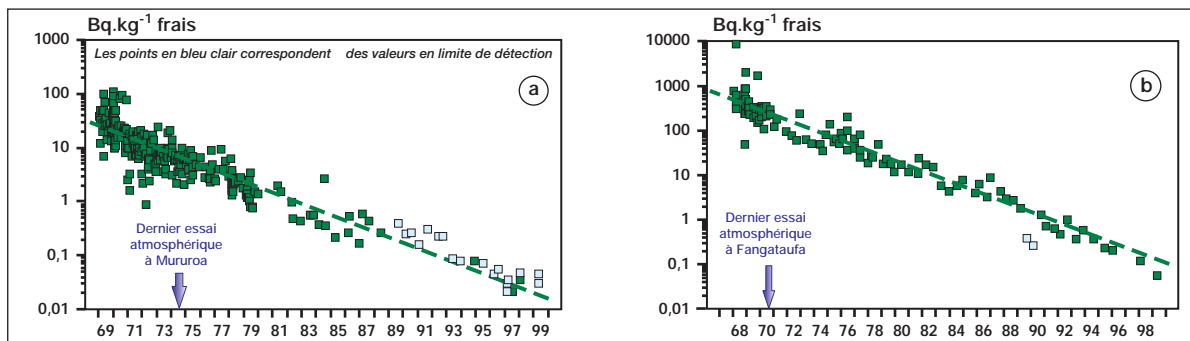 Bq.kg-1 frais
Les points en bleu clair correspondent des valeurs en limite de détection
a
1000
100
10
1
0,1
0,01
Dernier essai
atmosphérique
à Mururoa
69 71 73 75 77 79 81 83 85 87 89 91 93 95 97 99
Bq.kg-1 frais
b
10000
1000
100
10
1
0,1
0,01
Dernier essai
atmosphérique
à Fangataufa
68 70 72 74 76 78 80 82 84 86 88 90 92 94 96 98